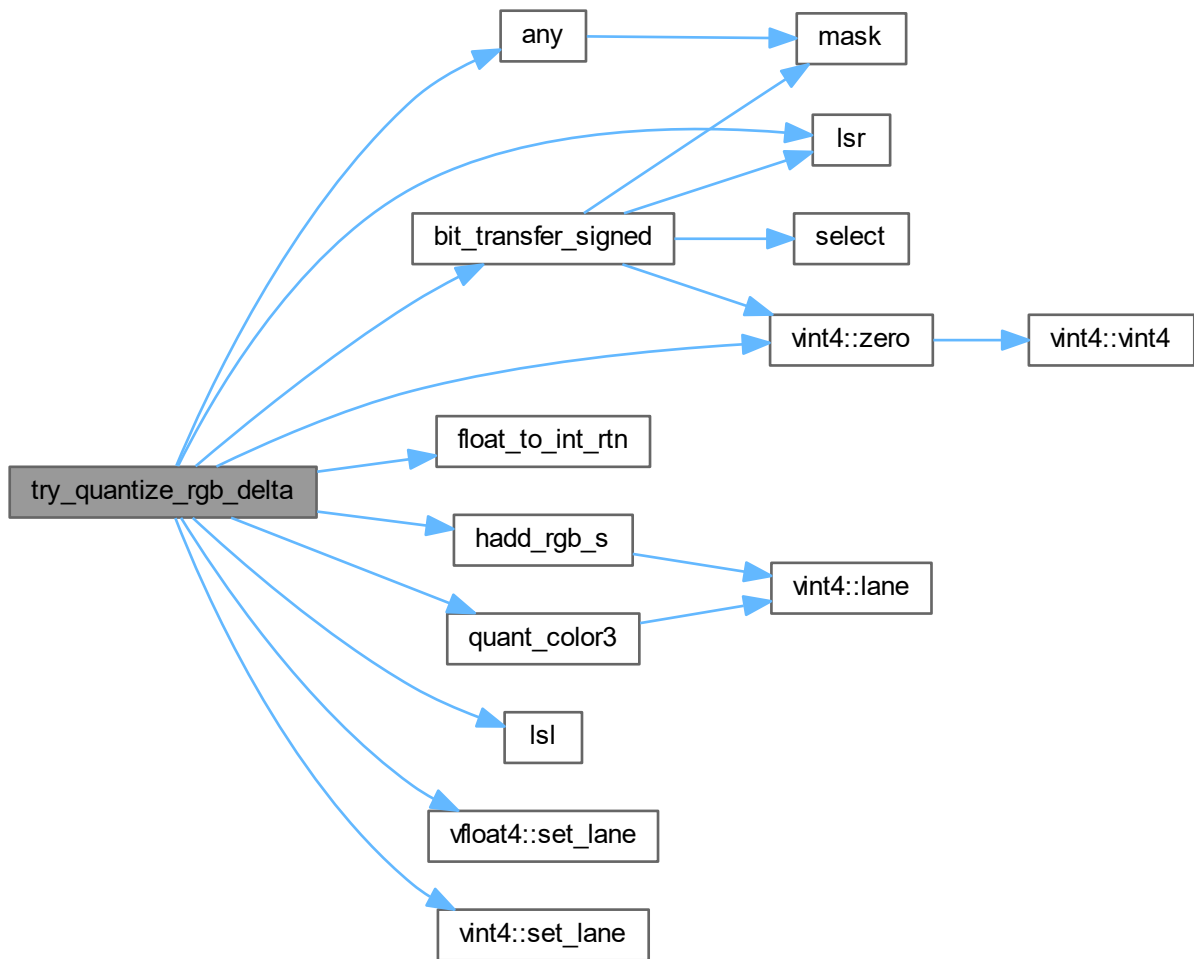 any
mask
lsr
bit_transfer_signed
select
vint4::zero
vint4::vint4
float_to_int_rtn
try_quantize_rgb_delta
hadd_rgb_s
vint4::lane
quant_color3
lsl
vfloat4::set_lane
vint4::set_lane